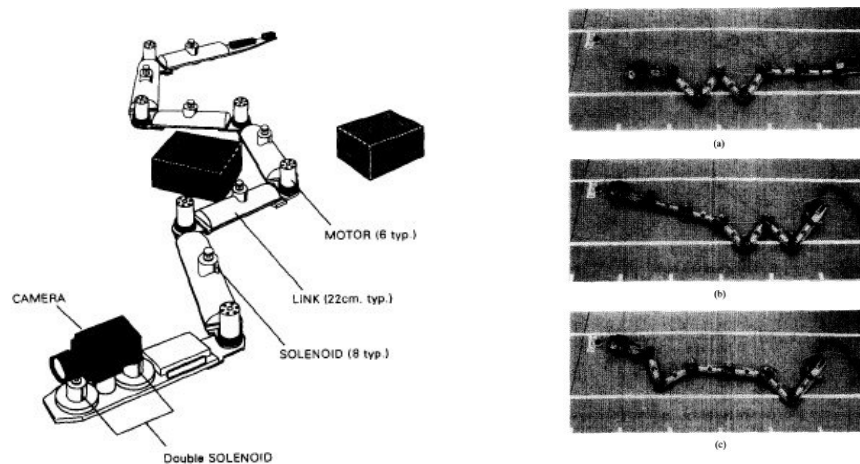 MOTOR (6 typ.)
LINK (22cm. typ.)
CAMERA
SOLENOID (8 typ.)
Double SOLENOID
(a)
(b)
(c)